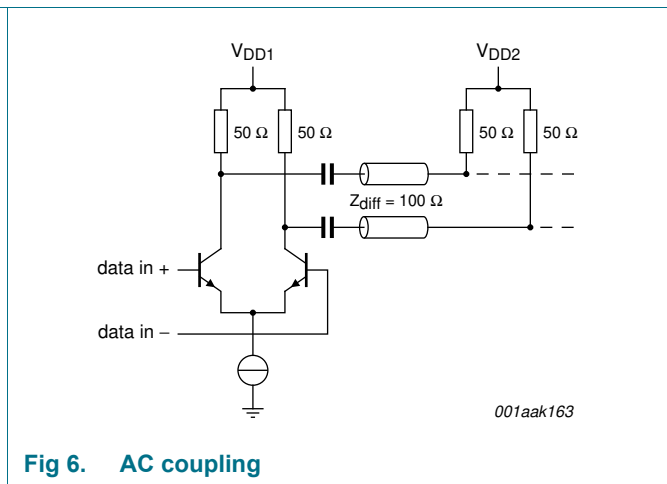 VDD1 VDD2
50 Ω 50 Ω 50 Ω 50 Ω
Zdiff = 100 Ω
data in +
data in −
001aak163
Fig 6. AC coupling